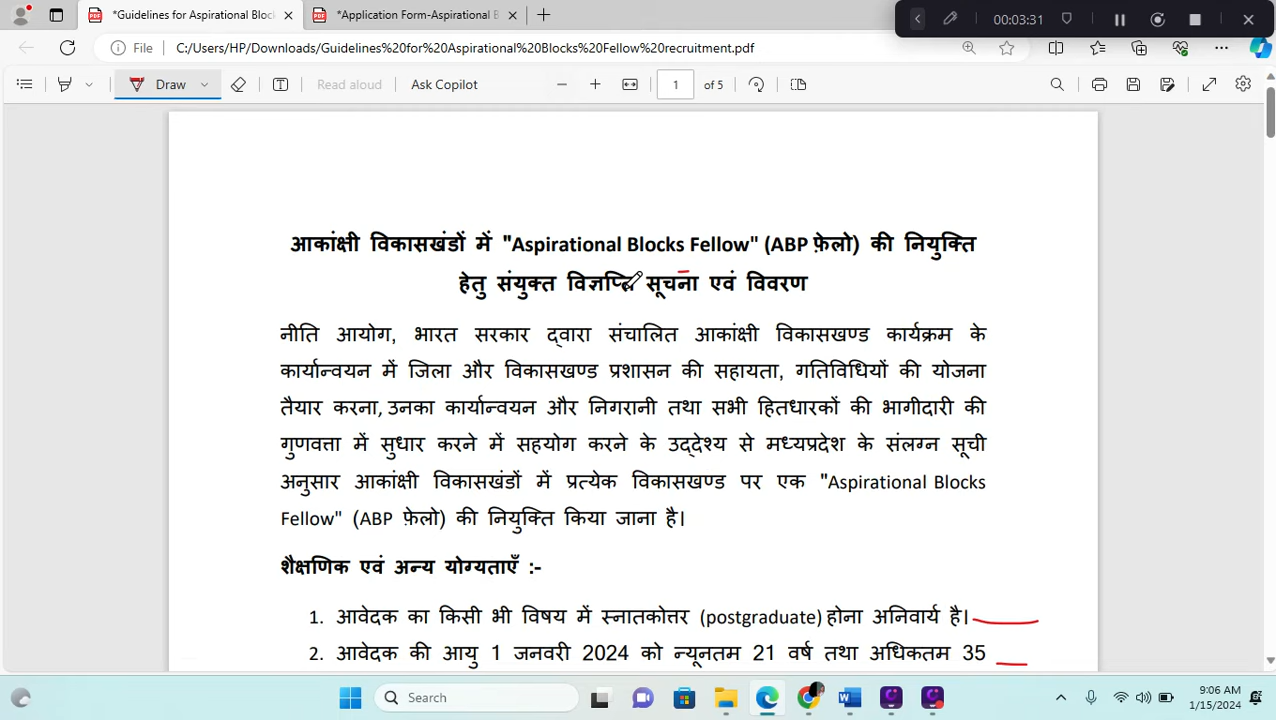 *Guidelines for Aspirational Block
*Application Form-Aspirational B
00:03:31
File
C:/Users/HP/Downloads/Guidelines%20for%20Aspirational%20Blocks%20Fellow%20recruitment.pdf
Draw
Read aloud
Ask Copilot
1
of 5
आकांक्षी विकासखंडों में "Aspirational Blocks Fellow" (ABP फ़ेलो) की नियुक्ति
हेतु संयुक्त विज्ञप्ति सूचना एवं विवरण
नीति आयोग, भारत सरकार द्वारा संचालित आकांक्षी विकासखण्ड कार्यक्रम के
कार्यान्वयन में जिला और विकासखण्ड प्रशासन की सहायता, गतिविधियों की योजना
तैयार करना, उनका कार्यान्वयन और निगरानी तथा सभी हितधारकों की भागीदारी की
गुणवत्ता में सुधार करने में सहयोग करने के उद्देश्य से मध्यप्रदेश के संलग्न सूची
अनुसार आकांक्षी विकासखंडों में प्रत्येक विकासखण्ड पर एक "Aspirational Blocks
Fellow" (ABP फ़ेलो) की नियुक्ति किया जाना है।
शैक्षणिक एवं अन्य योग्यताएँ :-
1. आवेदक का किसी भी विषय में स्नातकोत्तर (postgraduate) होना अनिवार्य है।
2. आवेदक की आयु 1 जनवरी 2024 को न्यूनतम 21 वर्ष तथा अधिकतम 35
Search
9:06 AM
1/15/2024